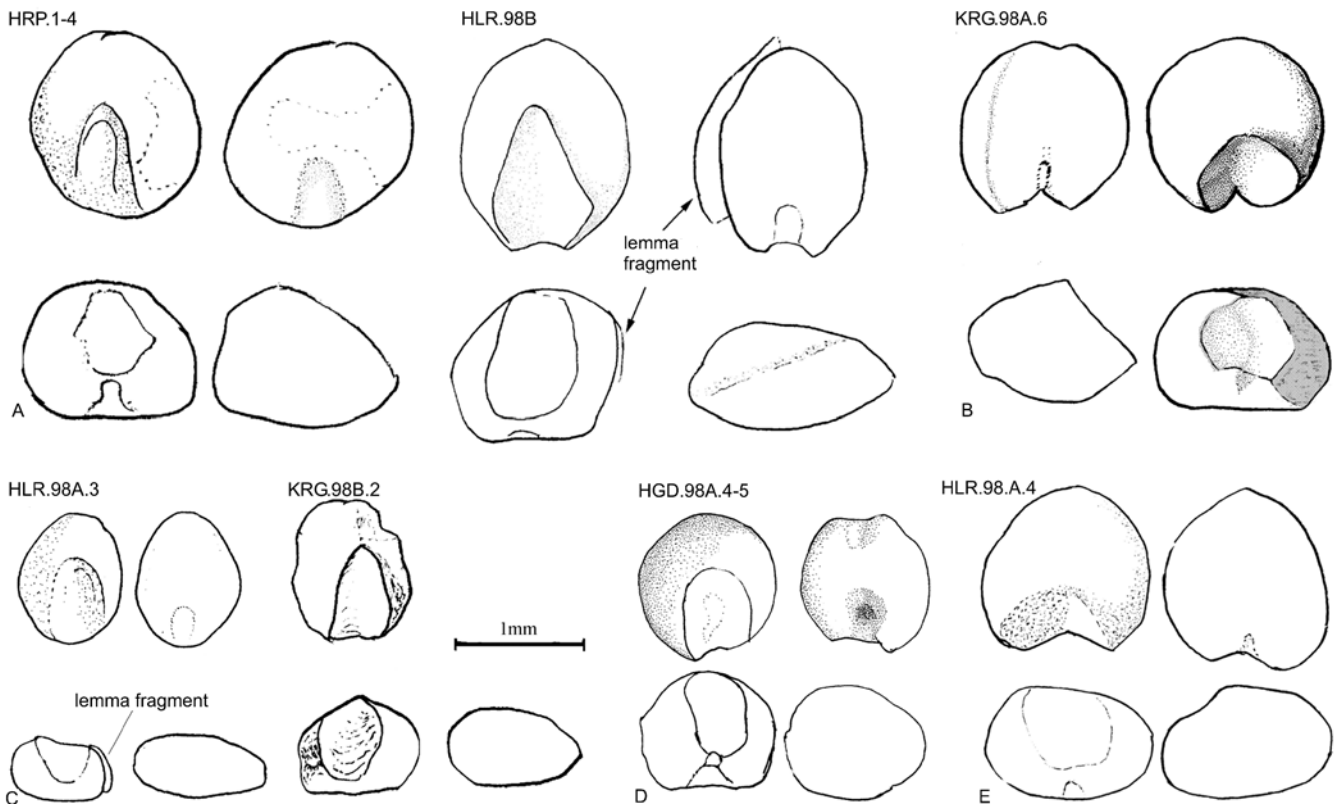 HRP.1-4
HLR.98B
KRG.98A.6
lemma
fragment
A
B
HLR.98A.3
KRG.98B.2
HGD.98A.4-5
HLR.98.A.4
1mm
lemma fragment
C
D
E